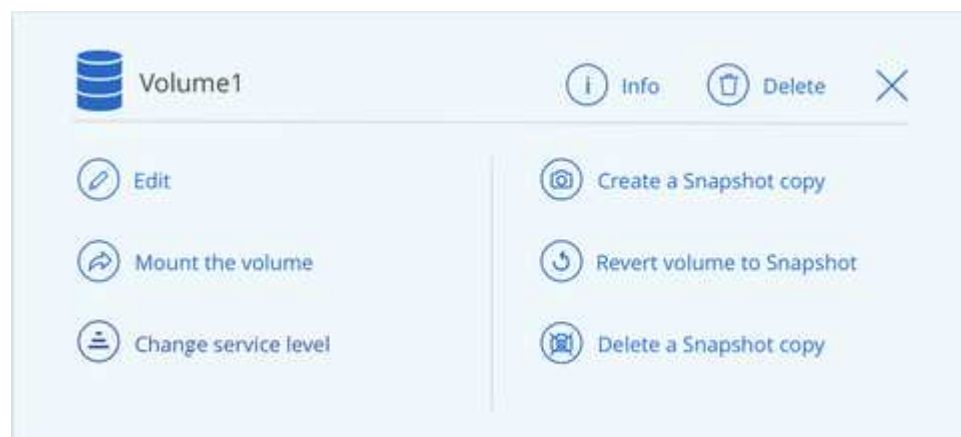 Volume1
Info
Delete
Edit
Mount the volume
Change service level
Create a Snapshot copy
Revert volume to Snapshot
Delete a Snapshot copy